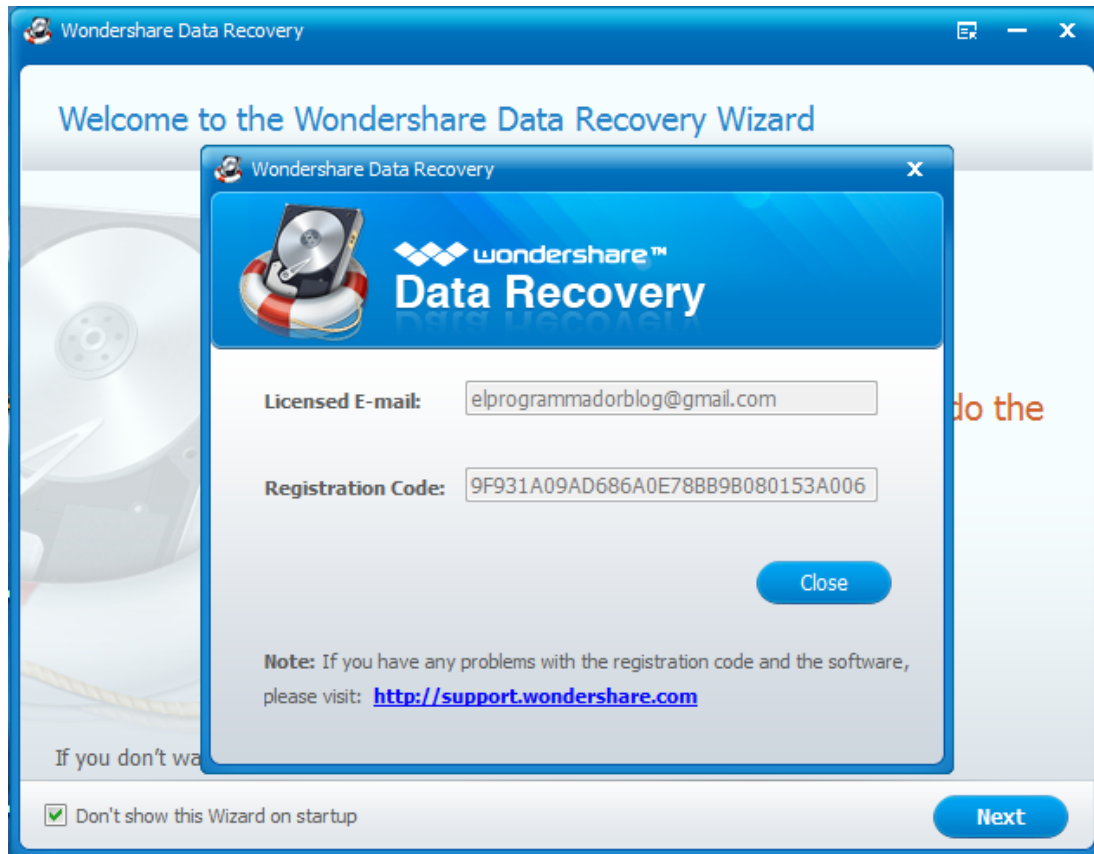 Wondershare Data Recovery
Welcome to the Wondershare Data Recovery Wizard
Wondershare Data Recovery
wondershare™
Data Recovery
Licensed E-mail: elprogrammadorblog@gmail.com
do the
Registration Code: 9F931A09AD686A0E78BB9B080153A006
Close
Note: If you have any problems with the registration code and the software,
please visit: http://support.wondershare.com
If you don't wa
Don't show this Wizard on startup
Next